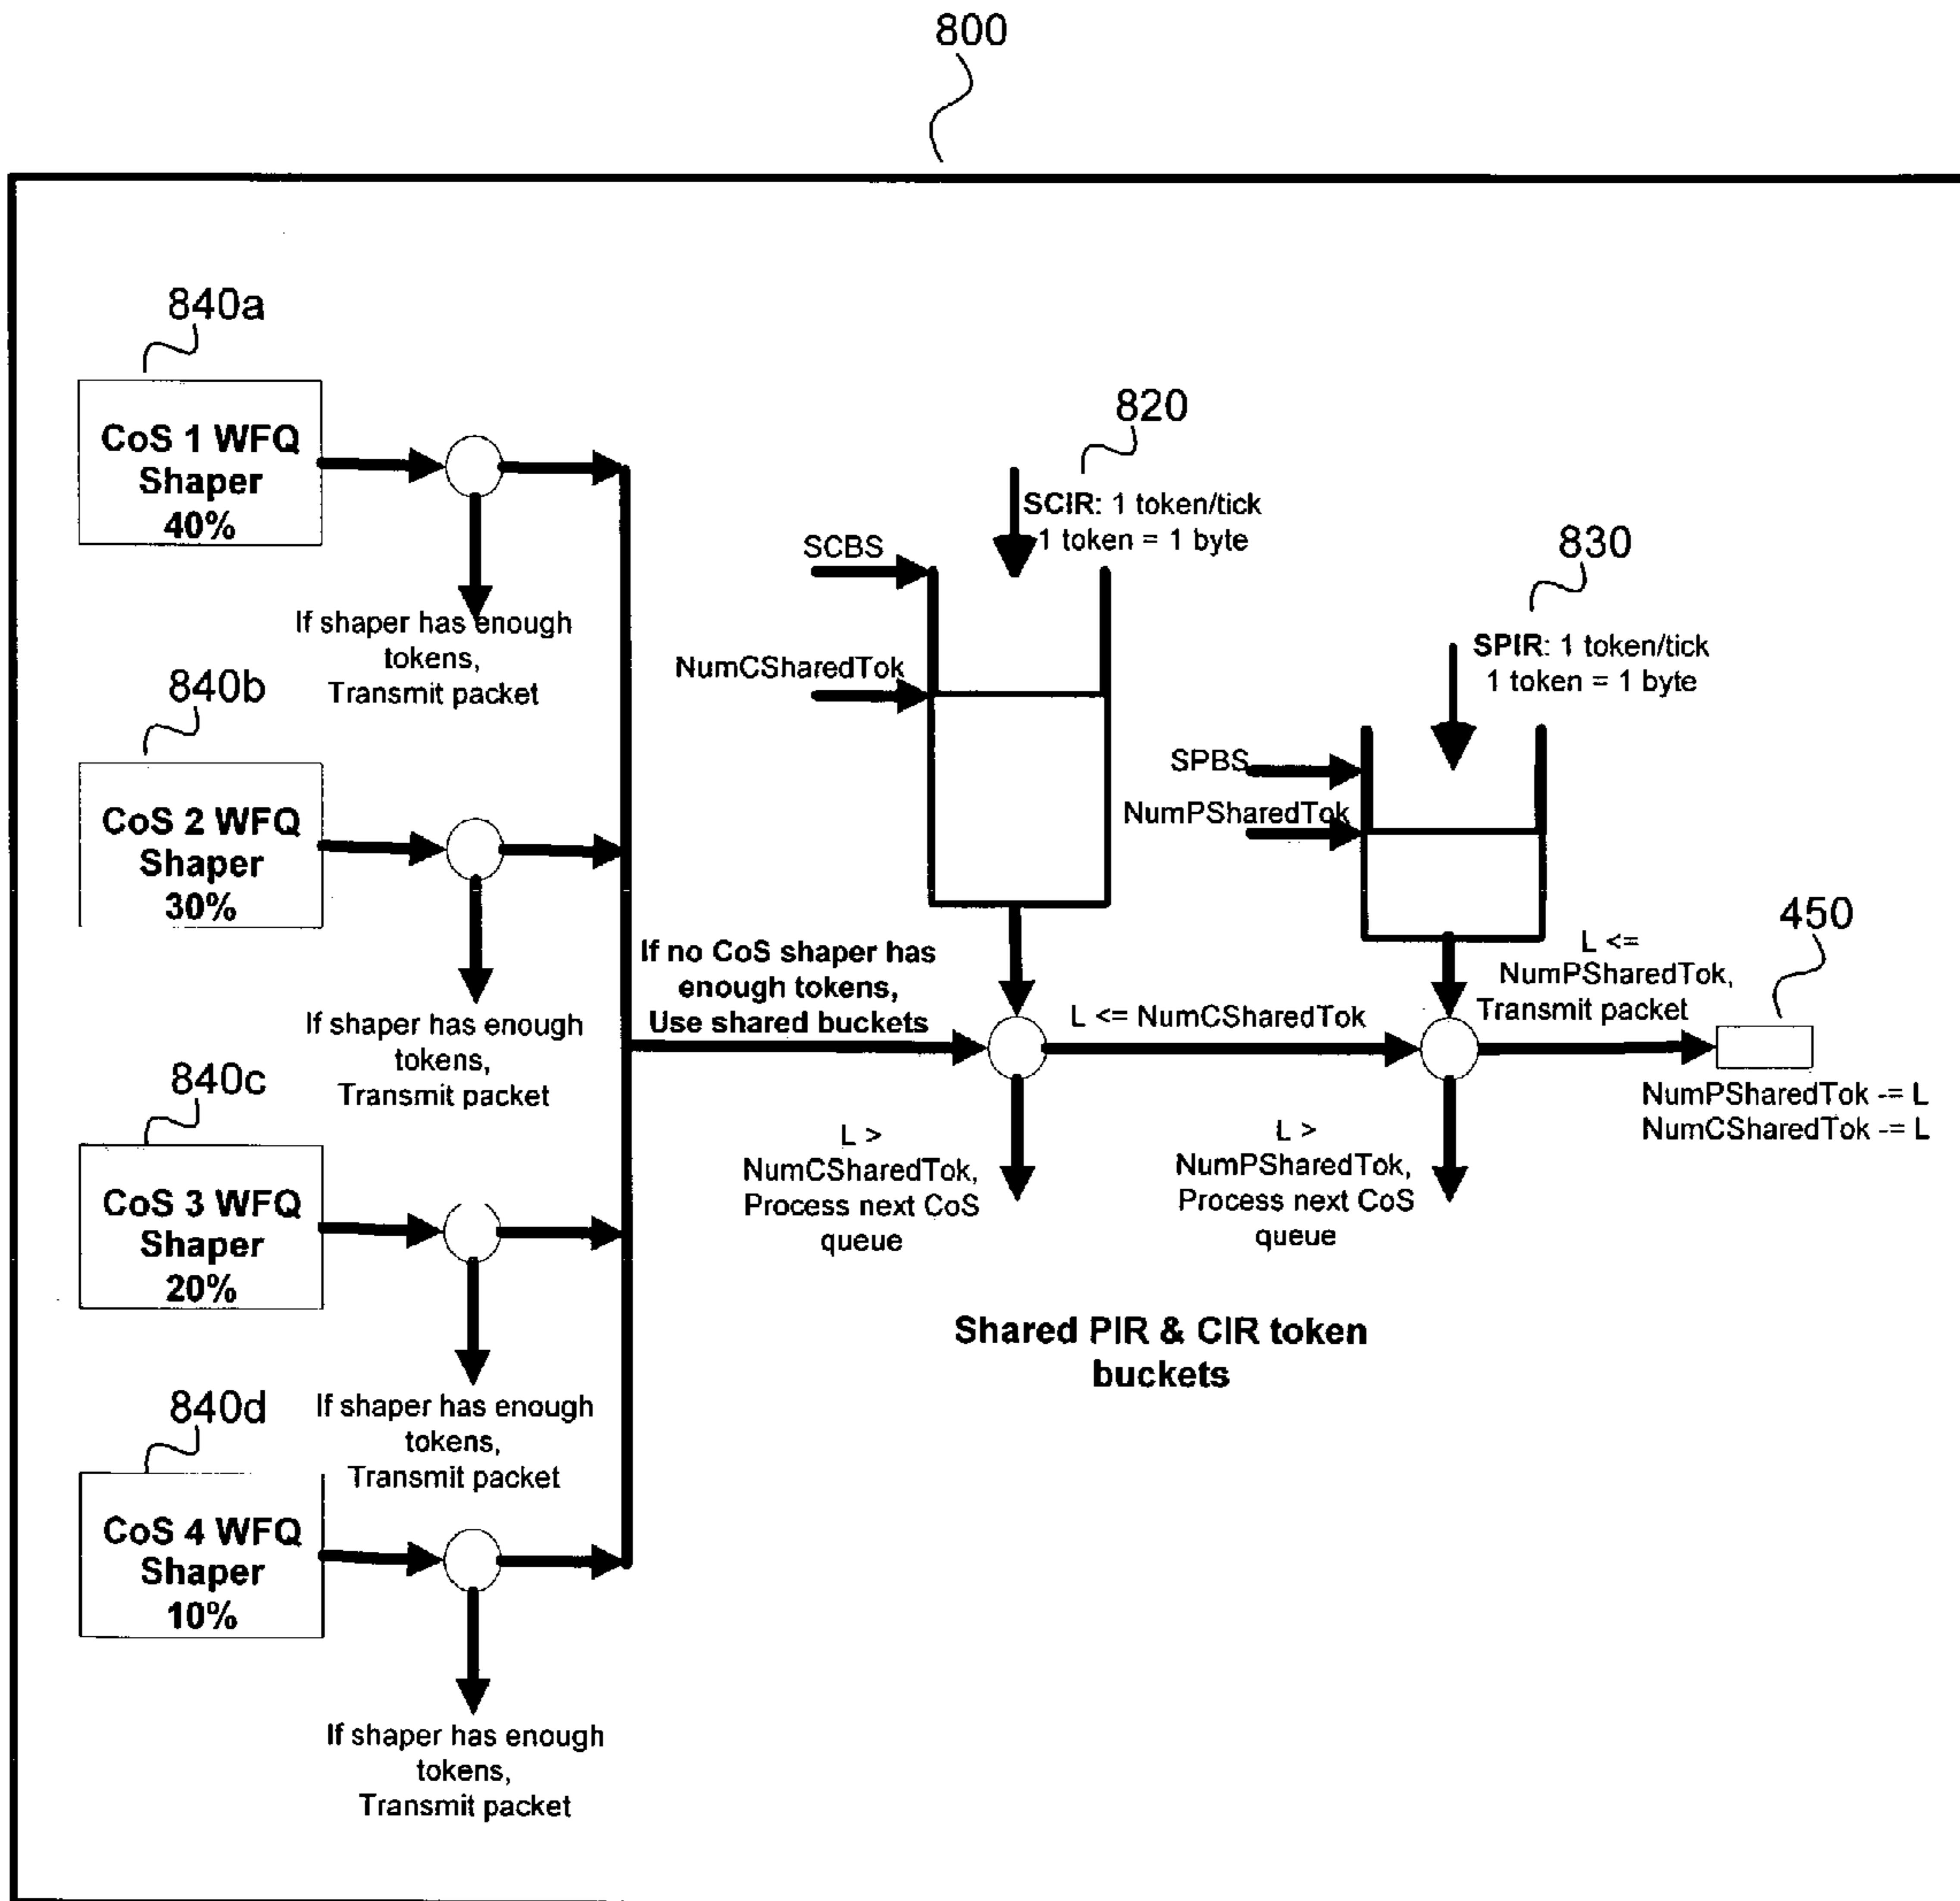 800
840a
CoS 1 WFQ
Shaper
40%
If shaper has enough
tokens,
Transmit packet
840b
CoS 2 WFQ
Shaper
30%
If shaper has enough
tokens,
Transmit packet
840c
CoS 3 WFQ
Shaper
20%
If shaper has enough
tokens,
Transmit packet
840d
CoS 4 WFQ
Shaper
10%
If shaper has enough
tokens,
Transmit packet
If no CoS shaper has
enough tokens,
Use shared buckets
820
SCIR: 1 token/tick
1 token = 1 byte
SCBS
NumCSharedTok
L <= NumCSharedTok
L >
NumCSharedTok,
Process next CoS
queue
830
SPIR: 1 token/tick
1 token = 1 byte
SPBS
NumPSharedTok
L <=
NumPSharedTok,
Transmit packet
L >
NumPSharedTok,
Process next CoS
queue
450
NumPSharedTok -= L
NumCSharedTok -= L
Shared PIR & CIR token
buckets